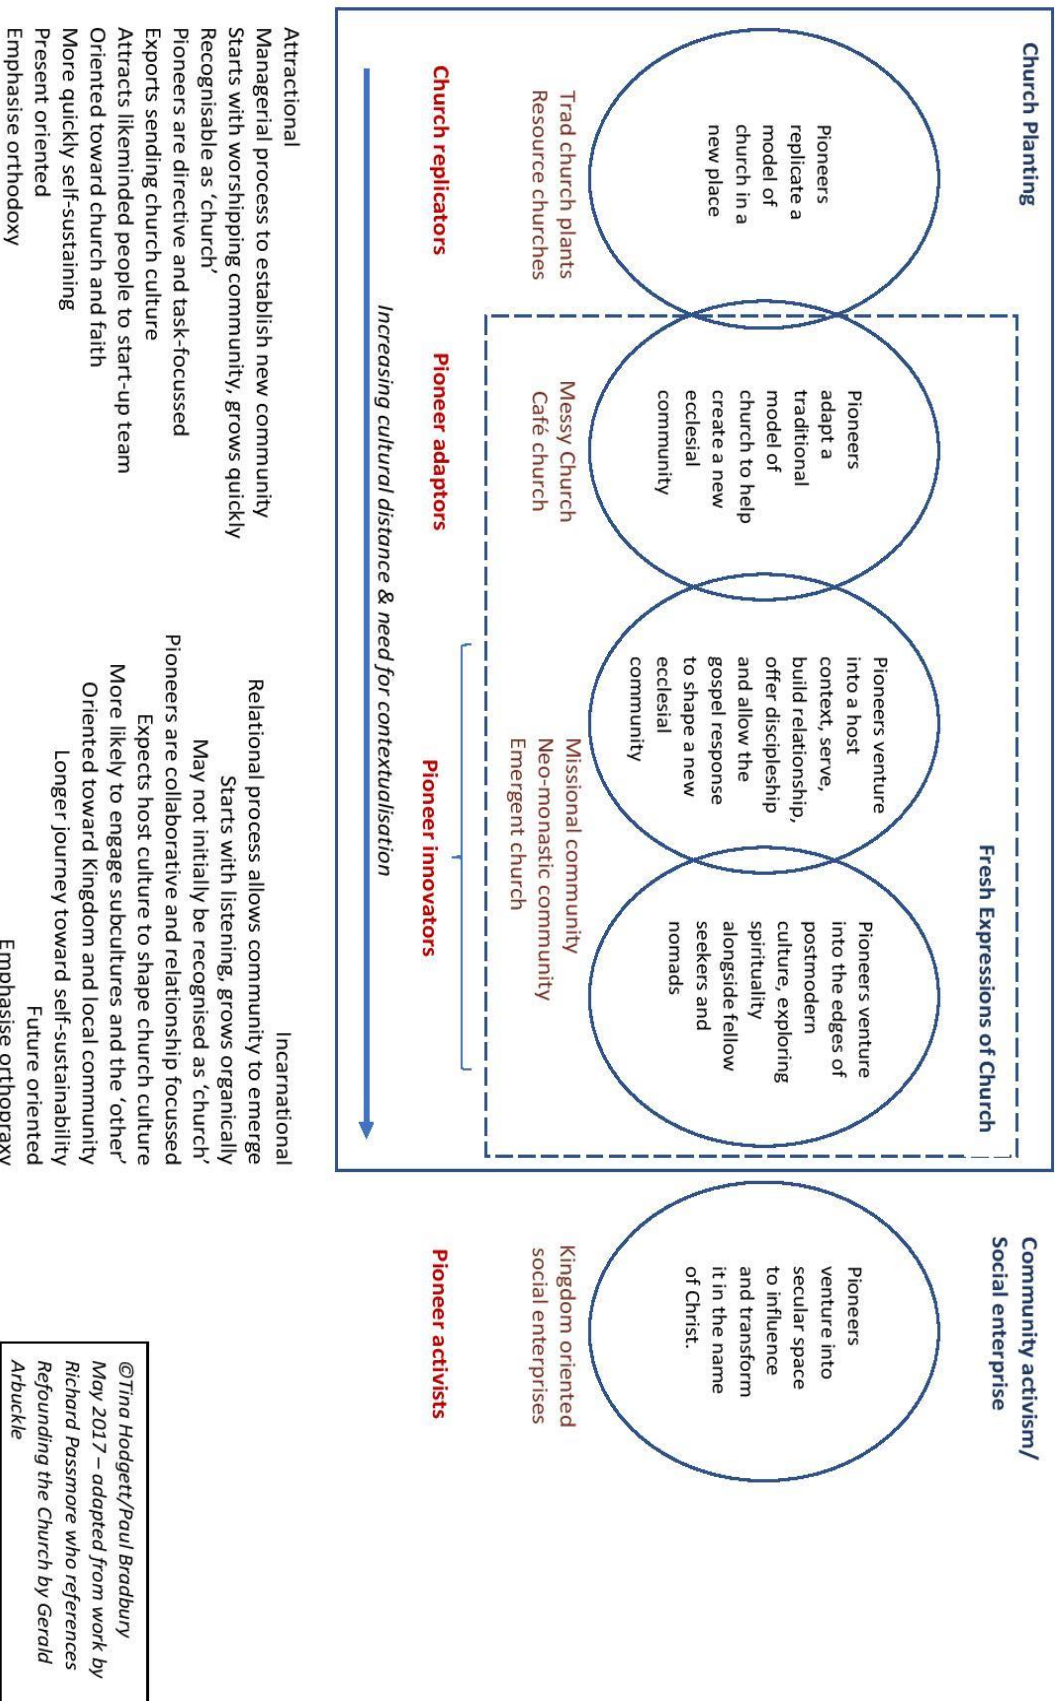 Church Planting
Fresh Expressions of Church
Community activism/
Social enterprise
Pioneers
replicate a
model of
church in a
new place
Pioneers
adapt a
traditional
model of
church to help
create a new
ecclesial
community
Pioneers venture
into a host
context, serve,
build relationship,
offer discipleship
and allow the
gospel response
to shape a new
ecclesial
community
Pioneers venture
into the edges of
postmodern
culture, exploring
spirituality
alongside fellow
seekers and
nomads
Pioneers
venture into
secular space
to influence
and transform
it in the name
of Christ.
Trad church plants
Resource churches
Messy Church
Café church
Missional community
Neo-monastic community
Emergent church
Kingdom oriented
social enterprises
Church replicators
Pioneer adaptors
Pioneer innovators
Pioneer activists
Increasing cultural distance & need for contextualisation
Attractional
Managerial process to establish new community
Starts with worshipping community, grows quickly
Recognisable as ‘church’
Pioneers are directive and task-focussed
Exports sending church culture
Attracts likeminded people to start-up team
Oriented toward church and faith
More quickly self-sustaining
Present oriented
Emphasise orthodoxy
Incarnational
Relational process allows community to emerge
Starts with listening, grows organically
May not initially be recognised as ‘church’
Pioneers are collaborative and relationship focussed
Expects host culture to shape church culture
More likely to engage subcultures and the ‘other’
Oriented toward Kingdom and local community
Longer journey toward self-sustainability
Future oriented
Emphasise orthopraxy
©Tina Hodgett/Paul Bradbury
May 2017 – adapted from work by
Richard Passmore who references
Refounding the Church by Gerald
Arbuckle